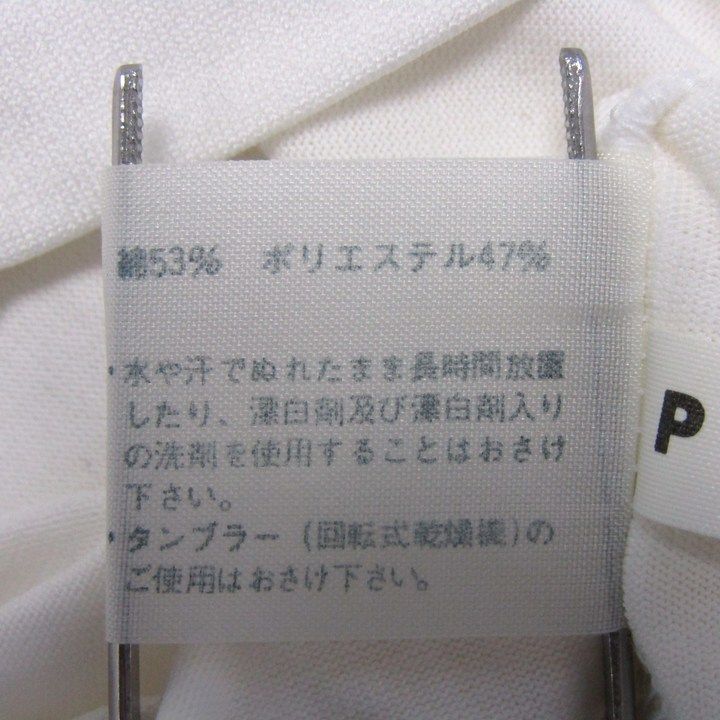 綿53% ポリエステル47%
・水や汗でぬれたまま長時間放置
したり、漂白剤及び漂白剤入り
の洗剤を使用することはおさけ
下さい。
・タンブラー(回転式乾燥機)の
ご使用はおさけ下さい。
P